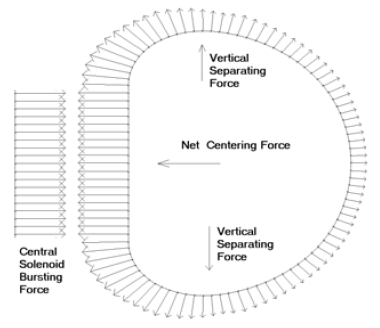 Vertical
Separating
Force
Net Centering Force
Vertical
Separating
Force
Central
Solenoid
Bursting
Force